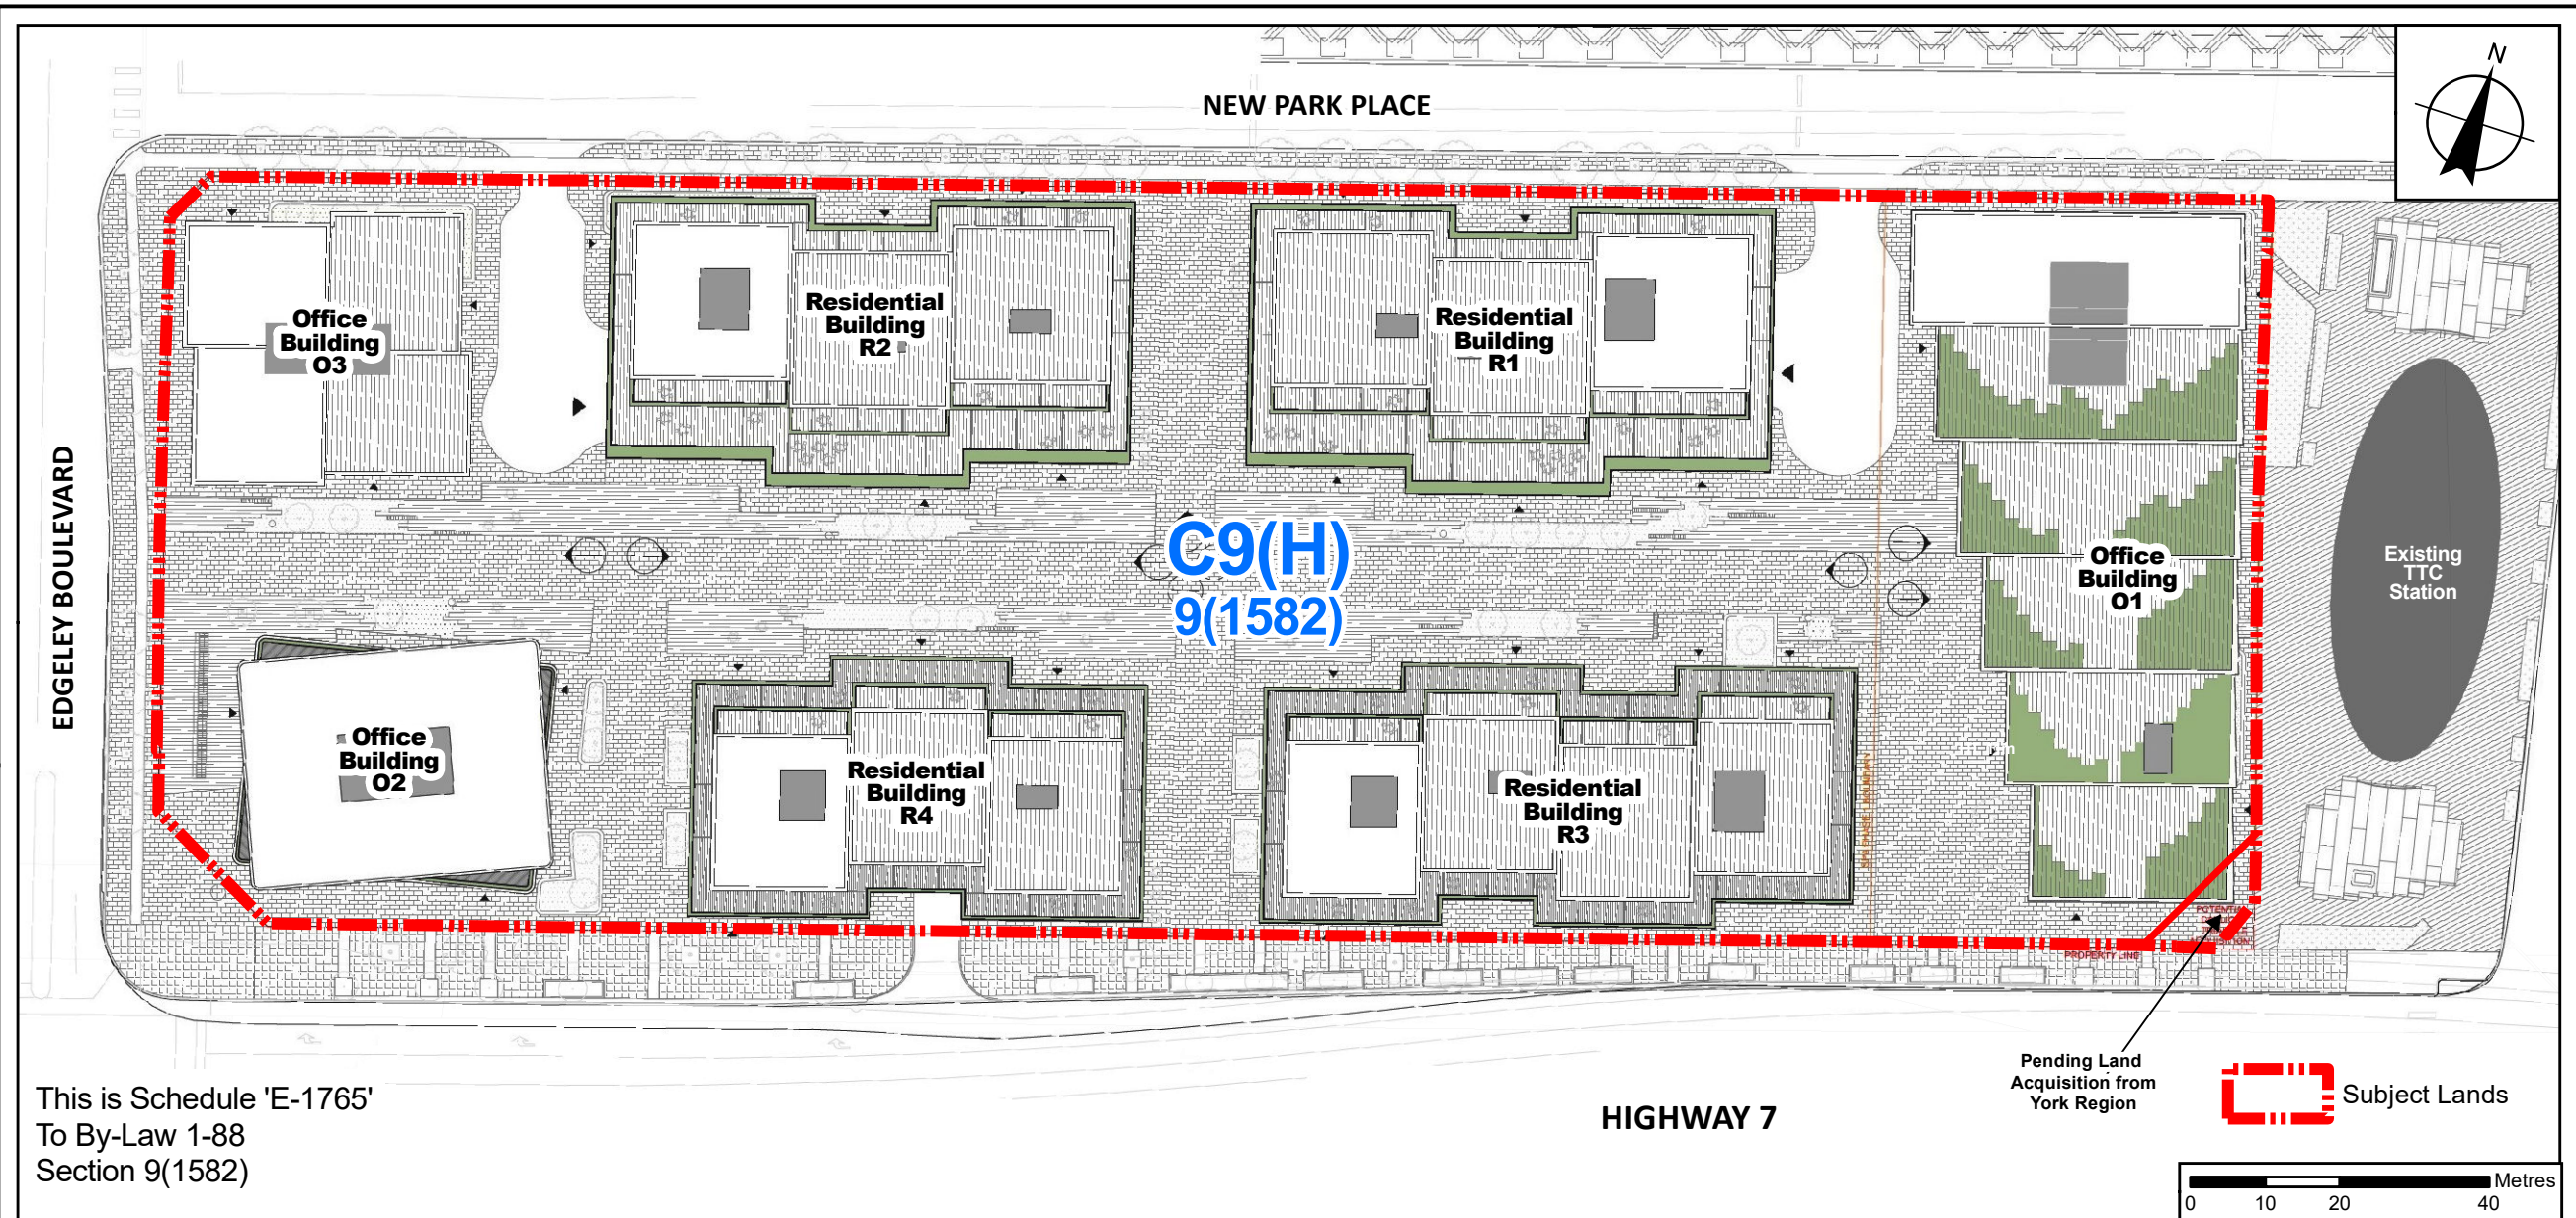 N
NEW PARK PLACE
EDGELEY BOULEVARD
Office
Building
O3
Residential
Building
R2
Residential
Building
R1
C9(H)
9(1582)
Office
Building
O1
Existing
TTC
Station
Office
Building
O2
Residential
Building
R4
Residential
Building
R3
PROPERTY LINE
Pending Land
Acquisition from
York Region
Subject Lands
HIGHWAY 7
This is Schedule 'E-1765'
To By-Law 1-88
Section 9(1582)
Metres
0 10 20 40